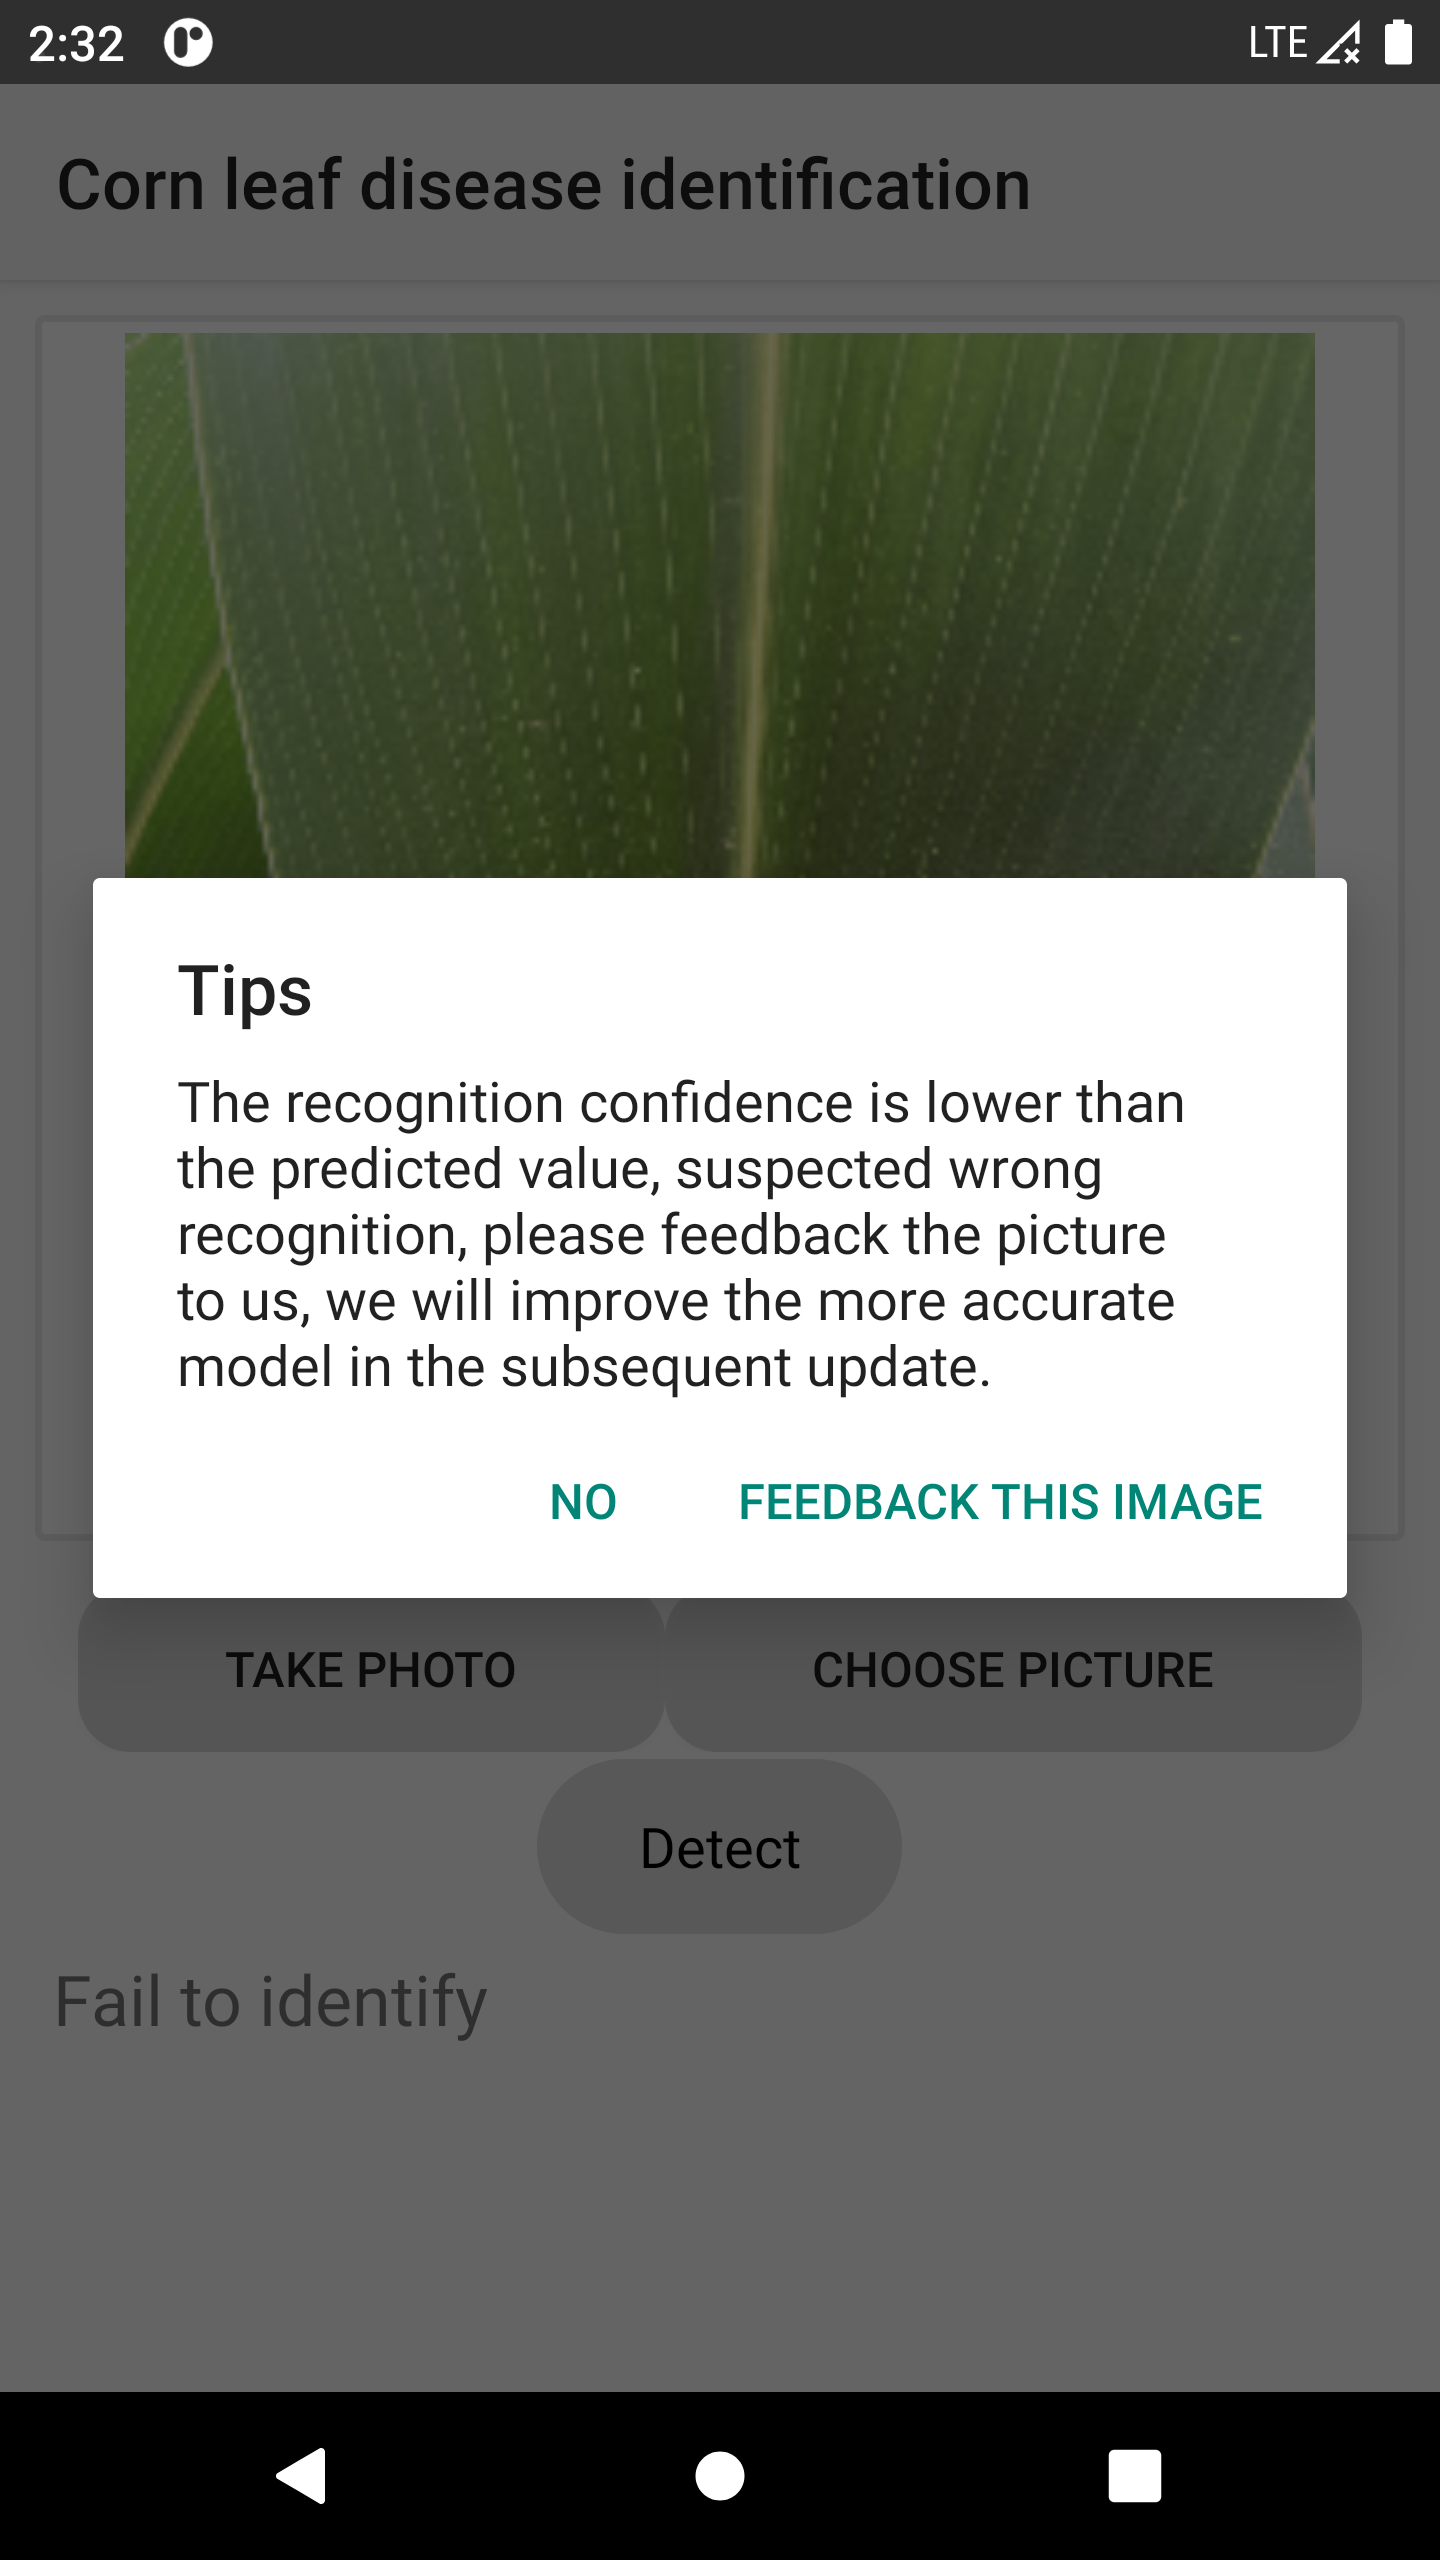 2:32
LTE
Corn leaf disease identification
Tips
The recognition confidence is lower than
the predicted value, suspected wrong
recognition, please feedback the picture
to us, we will improve the more accurate
model in the subsequent update.
NO FEEDBACK THIS IMAGE
TAKE PHOTO CHOOSE PICTURE
Detect
Fail to identify